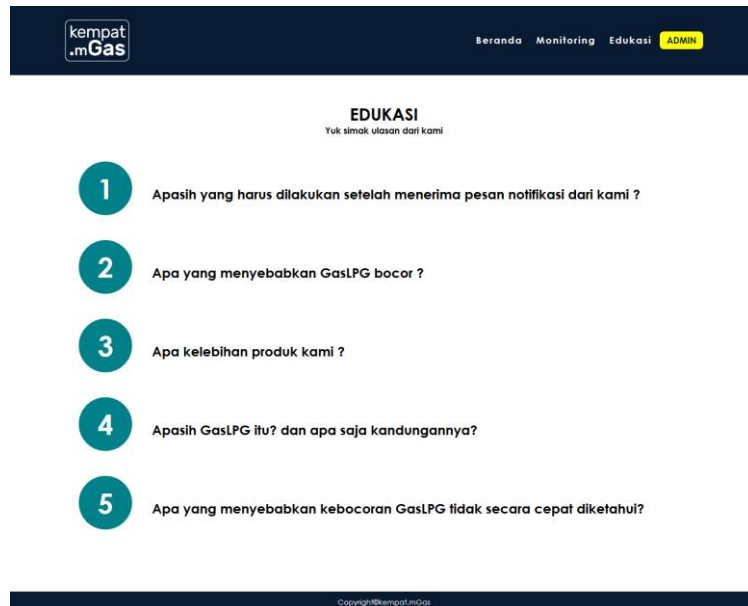 kempat
.mGas
Beranda Monitoring Edukasi ADMIN
EDUKASI
Yuk simak ulasan dari kami
1 Apasih yang harus dilakukan setelah menerima pesan notifikasi dari kami ?
2 Apa yang menyebabkan GasLPG bocor ?
3 Apa kelebihan produk kami ?
4 Apasih GasLPG itu? dan apa saja kandungannya?
5 Apa yang menyebabkan kebocoran GasLPG tidak secara cepat diketahui?
Copyright©kempat.mGas